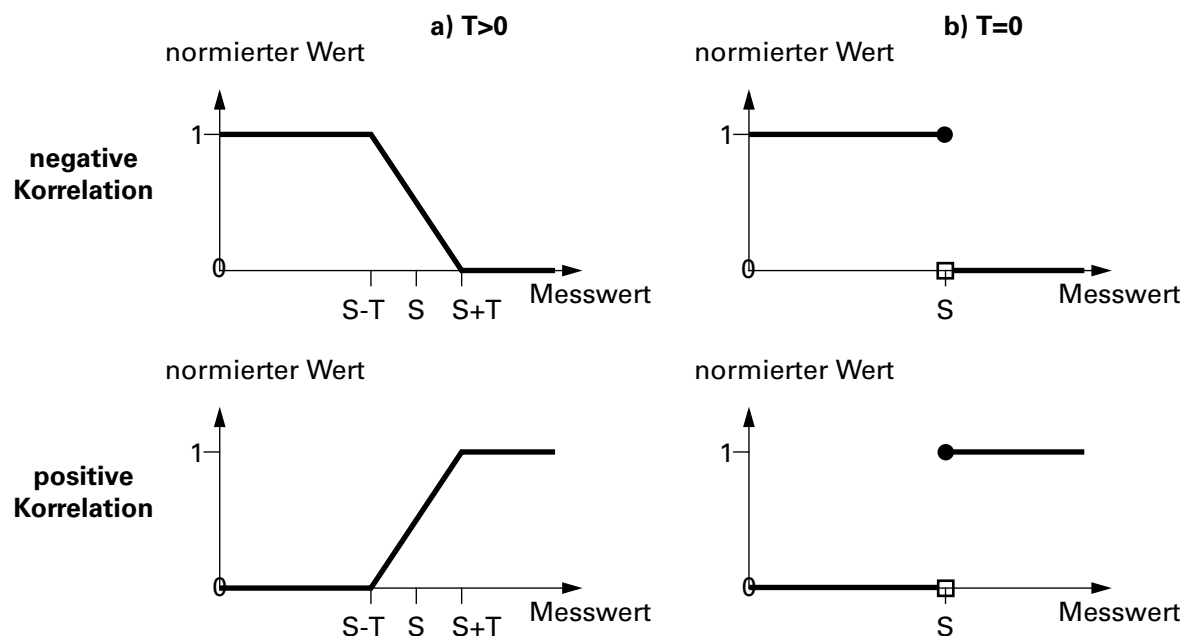 a) T>0
b) T=0
normierter Wert
normierter Wert
1
1
negative
Korrelation
0
0
Messwert
Messwert
S-T
S
S+T
S
normierter Wert
normierter Wert
1
1
positive
Korrelation
0
0
Messwert
Messwert
S-T
S
S+T
S